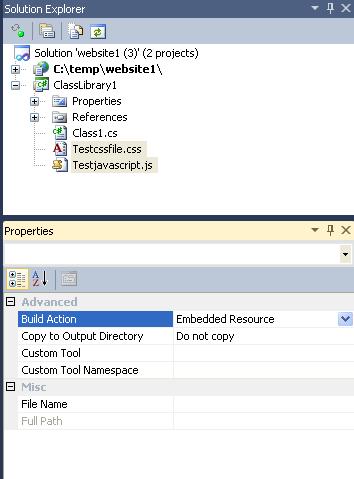 Solution Explorer
Solution 'website1 (3)' (2 projects)
C:\temp\website1\
ClassLibrary1
Properties
References
Class1.cs
Testcssfile.css
Testjavascript.js
Properties
Advanced
Build Action Embedded Resource
Copy to Output Directory Do not copy
Custom Tool
Custom Tool Namespace
Misc
File Name
Full Path